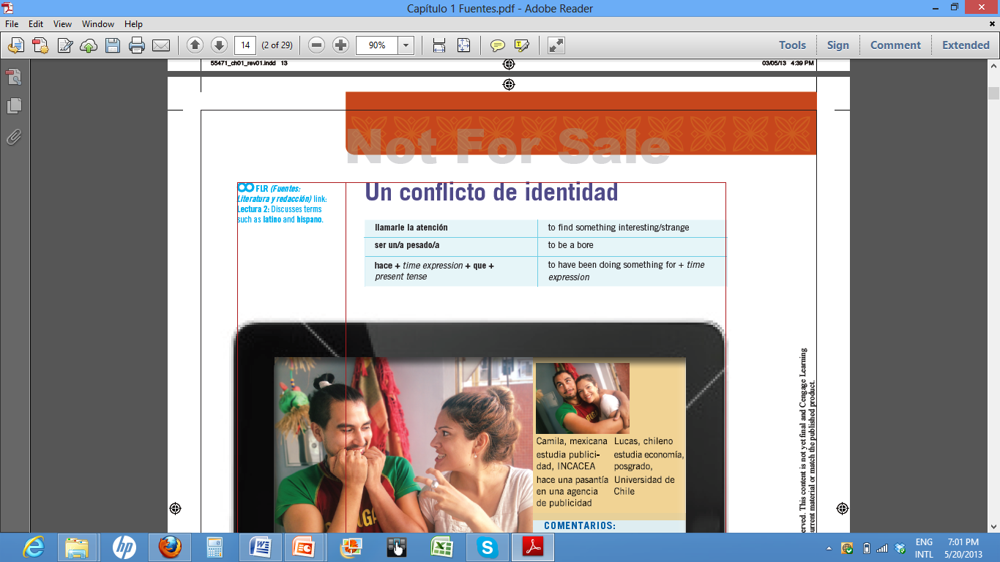 Capítulo 1 Fuentes.pdf - Adobe Reader
File Edit View Window Help
14 (2 of 29) 90% Tools Sign Comment Extended
55471_ch01_rev01.indd 13 03/05/13 4:39 PM
Not For Sale
FLR (Fuentes:
Literatura y redacción) link:
Lectura 2: Discusses terms
such as latino and hispano.
Un conflicto de identidad
llamarle la atención to find something interesting/strange
ser un/a pesado/a to be a bore
hace + time expression + que + to have been doing something for + time
present tense expression
Camila, mexicana
estudia publici-
dad, INCACEA
hace una pasantía
en una agencia
de publicidad
Lucas, chileno
estudia economía,
posgrado,
Universidad de
Chile
COMENTARIOS:
erved. This content is not yet final and Cengage Learning
urrent material or match the published product.
ENG 7:01 PM
INTL 5/20/2013